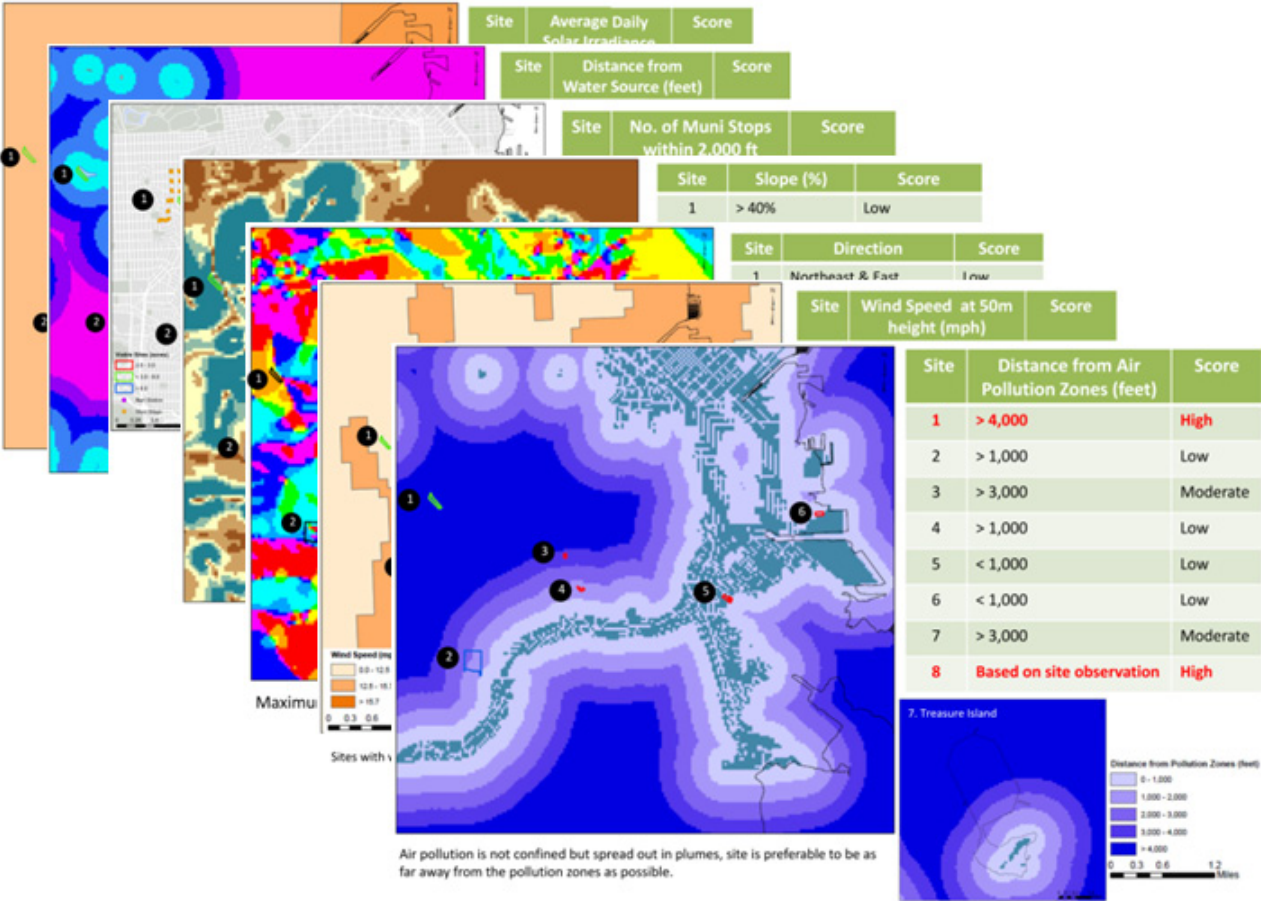 Site Average Daily Score
Solar Irradiance
Site Distance from Score
Water Source (feet)
Site No. of Muni Stops Score
within 2,000 ft
Site Slope (%) Score
1 > 40% Low
Site Direction Score
1 Northeast & East Low
Site Wind Speed at 50m Score
height (mph)
Site Distance from Air Score
Pollution Zones (feet)
1 > 4,000 High
2 > 1,000 Low
3 > 3,000 Moderate
4 > 1,000 Low
5 < 1,000 Low
6 < 1,000 Low
7 > 3,000 Moderate
8 Based on site observation High
1
1
1
1
1
1
1
2
2
2
2
2
2
3
4
5
6
Wind Speed
0.0 - 12.5
12.5 -
> 15.7
0 0.3 0.6
Maximu
Sites with
7. Treasure Island
Distance from Pollution Zones (feet)
0 - 1,000
1,000 - 2,000
2,000 - 3,000
3,000 - 4,000
> 4,000
0 0.3 0.6 1.2
Miles
Air pollution is not confined but spread out in plumes, site is preferable to be as
far away from the pollution zones as possible.